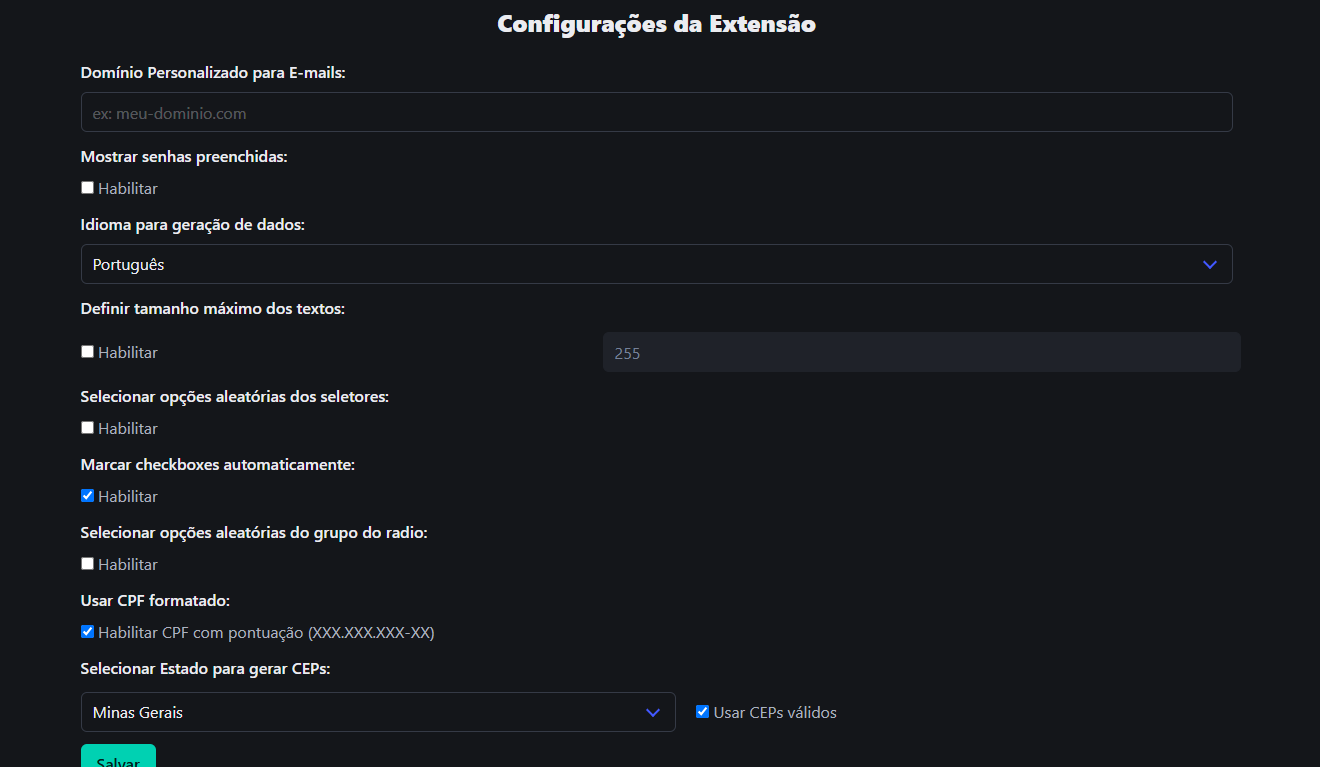 Configurações da Extensão
Domínio Personalizado para E-mails:
ex: meu-dominio.com
Mostrar senhas preenchidas:
Habilitar
Idioma para geração de dados:
Português
Definir tamanho máximo dos textos:
Habilitar
255
Selecionar opções aleatórias dos seletores:
Habilitar
Marcar checkboxes automaticamente:
Habilitar
Selecionar opções aleatórias do grupo do radio:
Habilitar
Usar CPF formatado:
Habilitar CPF com pontuação (XXX.XXX.XXX-XX)
Selecionar Estado para gerar CEPs:
Minas Gerais
Usar CEPs válidos
Salvar